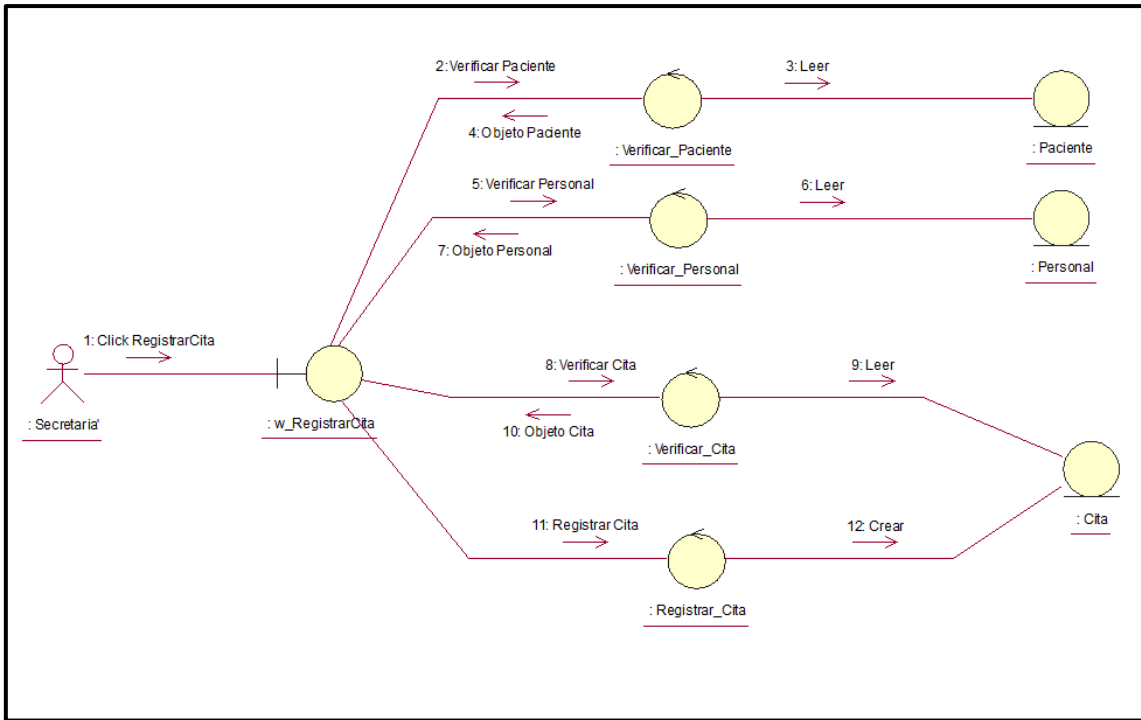 2: Verificar Paciente
3: Leer
4: Objeto Paciente
: Verificar_Paciente
: Paciente
5: Verificar Personal
6: Leer
7: Objeto Personal
: Verificar_Personal
: Personal
1: Click RegistrarCita
: Secretaria'
: w_RegistrarCita
8: Verificar Cita
9: Leer
10: Objeto Cita
: Verificar_Cita
: Cita
11: Registrar Cita
12: Crear
: Registrar_Cita